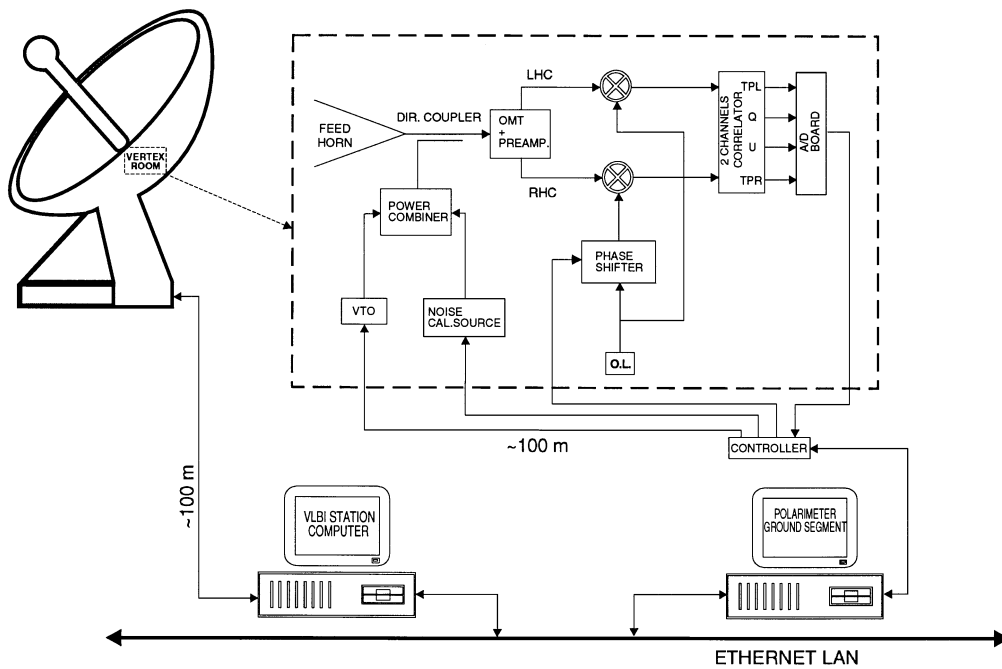 LHC
DIR. COUPLER
FEED
HORN
OMT
+
PREAMP.
RHC
2 CHANNELS
CORRELATOR
TPL
Q
U
TPR
A/D
BOARD
VERTEX
ROOM
POWER
COMBINER
PHASE
SHIFTER
VTO
NOISE
CAL.SOURCE
O.L.
~100 m
CONTROLLER
~100 m
VLBI STATION
COMPUTER
POLARIMETER
GROUND SEGMENT
ETHERNET LAN